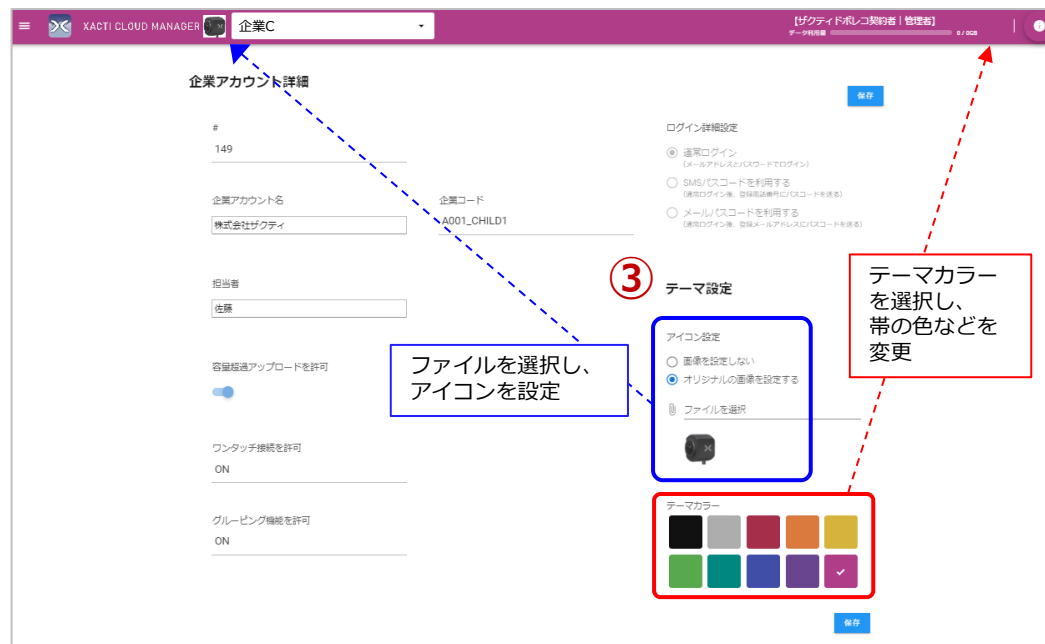 XACTI CLOUD MANAGER
企業C
【ザクティドボレコ契約者 | 管理者】
データ利用量
0 / 0GB
企業アカウント詳細
保存
#
149
企業アカウント名
株式会社ザクティ
企業コード
A001_CHILD1
担当者
佐藤
容量超過アップロードを許可
ワンタッチ接続を許可
ON
グルーピング機能を許可
ON
ログイン詳細設定
通常ログイン
(メールアドレスとパスワードでログイン)
SMSパスコードを利用する
(通常ログイン後、登録電話番号にパスコードを送る)
メールパスコードを利用する
(通常ログイン後、登録メールアドレスにパスコードを送る)
③
テーマ設定
アイコン設定
画像を設定しない
オリジナルの画像を設定する
ファイルを選択
テーマカラー
保存
ファイルを選択し、
アイコンを設定
テーマカラー
を選択し、
帯の色などを
変更